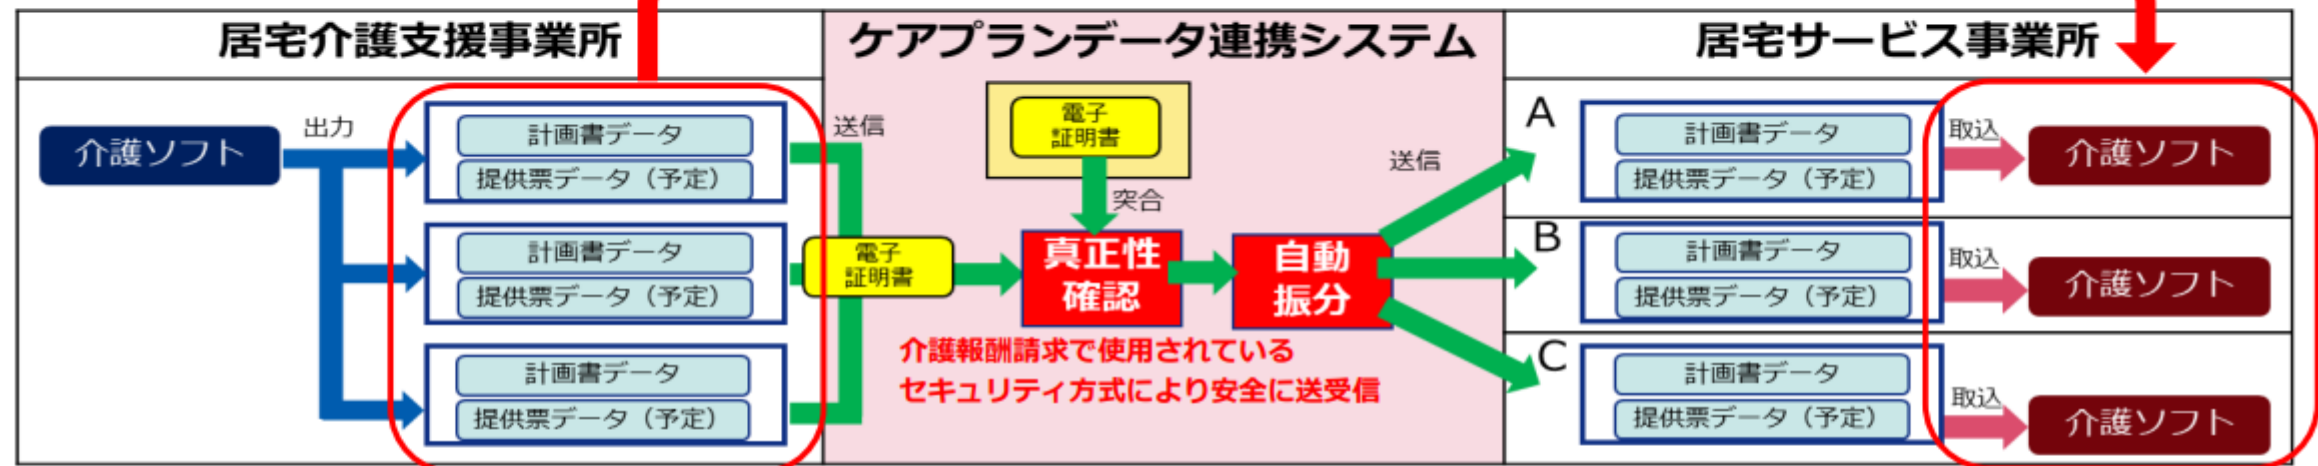 居宅介護支援事業所
ケアプランデータ連携システム
居宅サービス事業所
介護ソフト
出力
計画書データ
提供票データ（予定）
計画書データ
提供票データ（予定）
計画書データ
提供票データ（予定）
送信
電子
証明書
電子
証明書
突合
真正性
確認
自動
振分
介護報酬請求で使用されている
セキュリティ方式により安全に送受信
送信
A
計画書データ
提供票データ（予定）
取込
介護ソフト
B
計画書データ
提供票データ（予定）
取込
介護ソフト
C
計画書データ
提供票データ（予定）
取込
介護ソフト